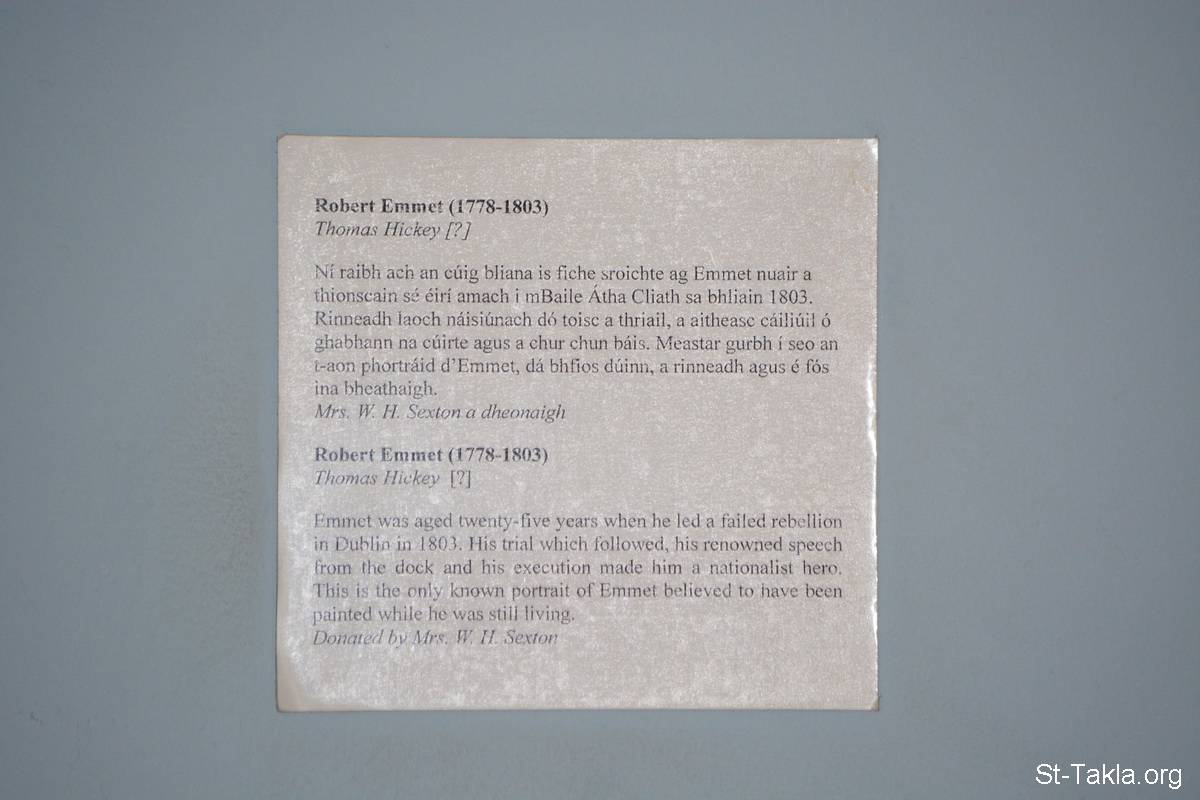 Robert Emmet (1778-1803)
Thomas Hickey [?]
Ní raibh ach an cúig bliana is fiche sroichte ag Emmet nuair a
thionscain sé éirí amach i mBaile Átha Cliath sa bhliain 1803.
Rinneadh laoch náisiúnach dó toisc a thriail, a aitheasc cáiliúil ó
ghabhann na cúirte agus a chur chun báis. Meastar gurbh í seo an
t-aon phortráid d'Emmet, dá bhfios dúinn, a rinneadh agus é fós
ina bheathaigh.
Mrs. W. H. Sexton a dheonaigh
Robert Emmet (1778-1803)
Thomas Hickey [?]
Emmet was aged twenty-five years when he led a failed rebellion
in Dublin in 1803. His trial which followed, his renowned speech
from the dock and his execution made him a nationalist hero.
This is the only known portrait of Emmet believed to have been
painted while he was still living.
Donated by Mrs. W. H. Sexton
St-Takla.org